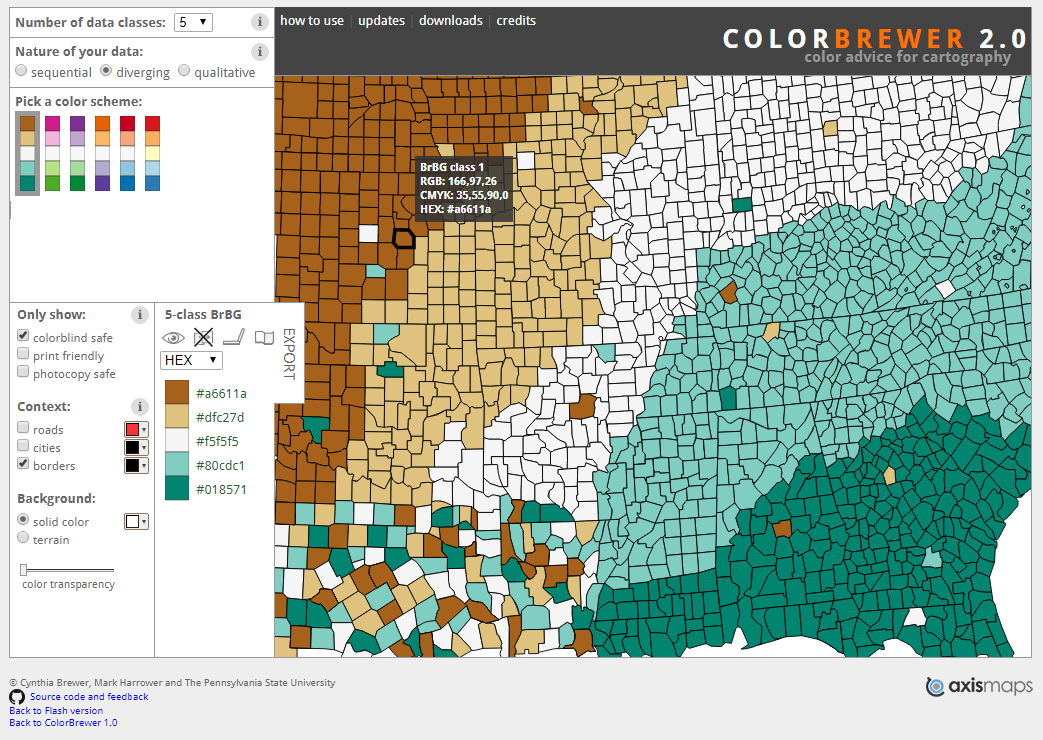 Number of data classes: 5 i
how to use | updates | downloads | credits
COLORBREWER 2.0
color advice for cartography
Nature of your data: i
sequential diverging qualitative
Pick a color scheme:
BrBG class 1
RGB: 166,97,26
CMYK: 35,55,90,0
HEX: #a6611a
Only show: i
colorblind safe
print friendly
photocopy safe
Context: i
roads
cities
borders
Background:
solid color
terrain
color transparency
5-class BrBG
EXPORT
HEX
#a6611a
#dfc27d
#f5f5f5
#80cdc1
#018571
© Cynthia Brewer, Mark Harrower and The Pennsylvania State University
Source code and feedback
Back to Flash version
Back to ColorBrewer 1.0
axismaps